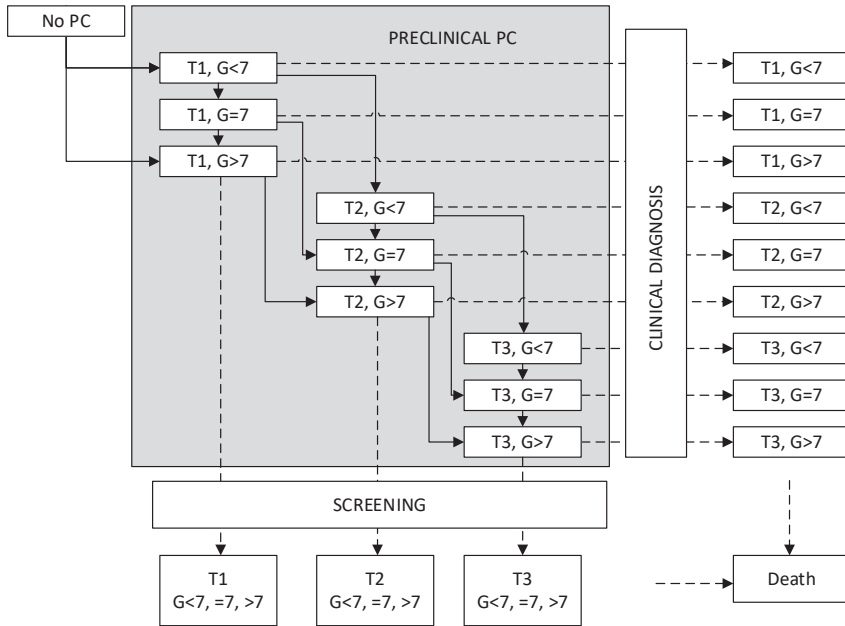 No PC
PRECLINICAL PC
T1, G<7
T1, G=7
T1, G>7
T2, G<7
T2, G=7
T2, G>7
T3, G<7
T3, G=7
T3, G>7
CLINICAL DIAGNOSIS
T1, G<7
T1, G=7
T1, G>7
T2, G<7
T2, G=7
T2, G>7
T3, G<7
T3, G=7
T3, G>7
SCREENING
T1
G<7, =7, >7
T2
G<7, =7, >7
T3
G<7, =7, >7
Death